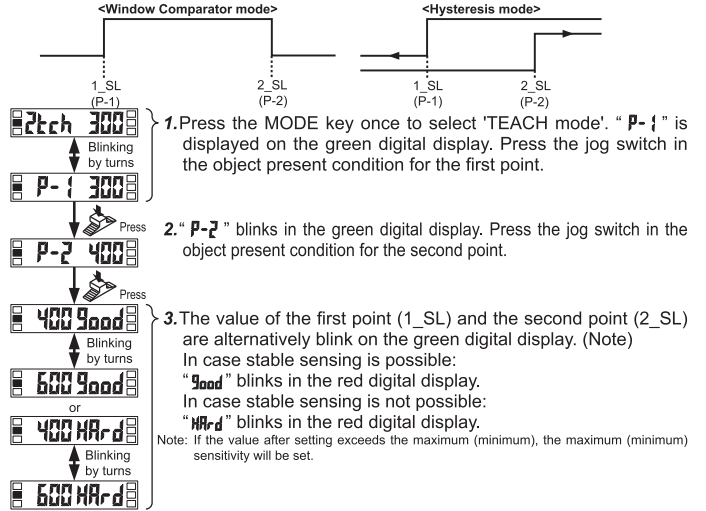 <Window Comparator mode>
<Hysteresis mode>
1_SL
(P-1)
2_SL
(P-2)
1_SL
(P-1)
2_SL
(P-2)
2tch 300
Blinking
by turns
P-1 300
Press
P-2 400
Press
400 good
Blinking
by turns
600 good
or
400 HArd
Blinking
by turns
600 HArd
1.Press the MODE key once to select 'TEACH mode'. “ P-1 ” is
displayed on the green digital display. Press the jog switch in
the object present condition for the first point.
2.“ P-2 ” blinks in the green digital display. Press the jog switch in the
object present condition for the second point.
3.The value of the first point (1_SL) and the second point (2_SL)
are alternatively blink on the green digital display. (Note)
In case stable sensing is possible:
“ good ” blinks in the red digital display.
In case stable sensing is not possible:
“ HArd ” blinks in the red digital display.
Note: If the value after setting exceeds the maximum (minimum), the maximum (minimum)
sensitivity will be set.